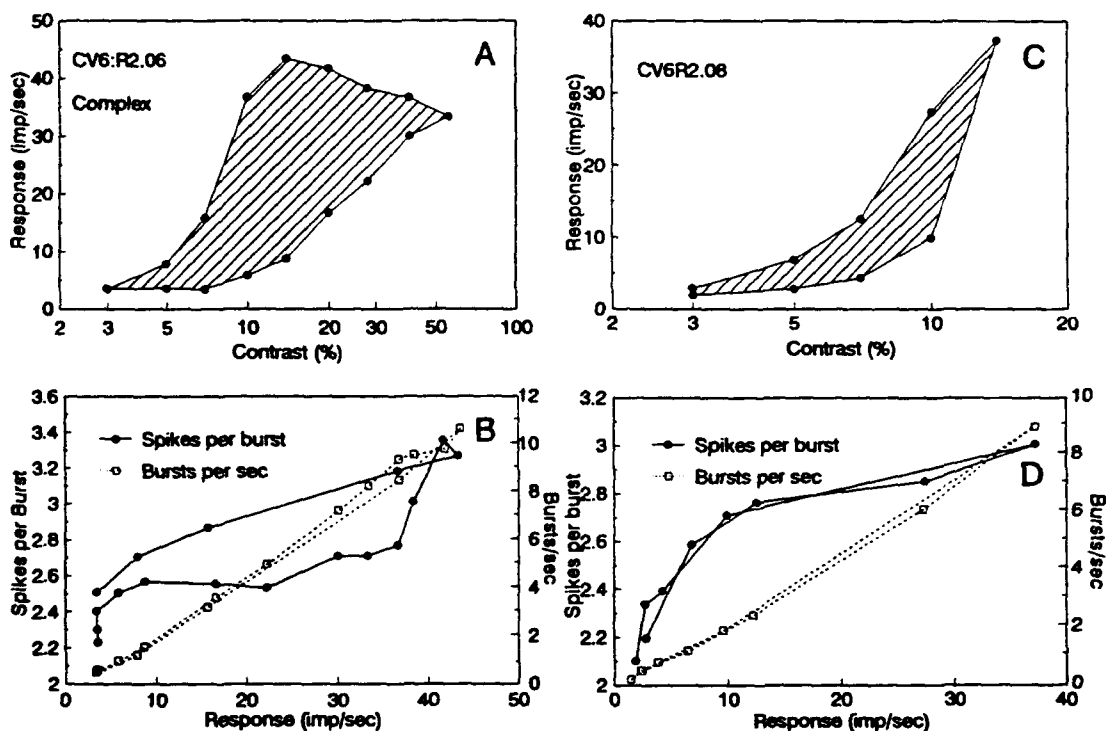 A
CV6:R2.06
Complex
Response (imp/sec)
50
40
30
20
10
0
2 3 5 10 20 30 50 100
Contrast (%)
C
CV6R2.08
Response (imp/sec)
40
30
20
10
0
2 3 5 10 20
Contrast (%)
B
Spikes per burst
Bursts per sec
Spikes per Burst
3.6
3.4
3.2
3
2.8
2.6
2.4
2.2
2
12
10
8
6
4
2
0
Bursts/sec
0 10 20 30 40 50
Response (imp/sec)
D
Spikes per burst
Bursts per sec
Spikes per burst
3.2
3
2.8
2.6
2.4
2.2
2
10
8
6
4
2
0
Bursts/sec
0 10 20 30 40
Response (imp/sec)